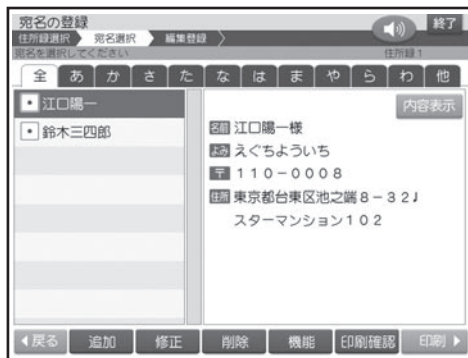 宛名の登録
終了
住所録選択 宛名選択 編集登録
宛名を選択してください 住所録1
全 あ か さ た な は ま や ら わ 他
江口陽一
鈴木三四郎
内容表示
名前 江口陽一様
よみ えぐちよういち
〒 110-0008
住所 東京都台東区池之端8-32
スターマンション102
戻る 追加 修正 削除 機能 印刷確認 印刷